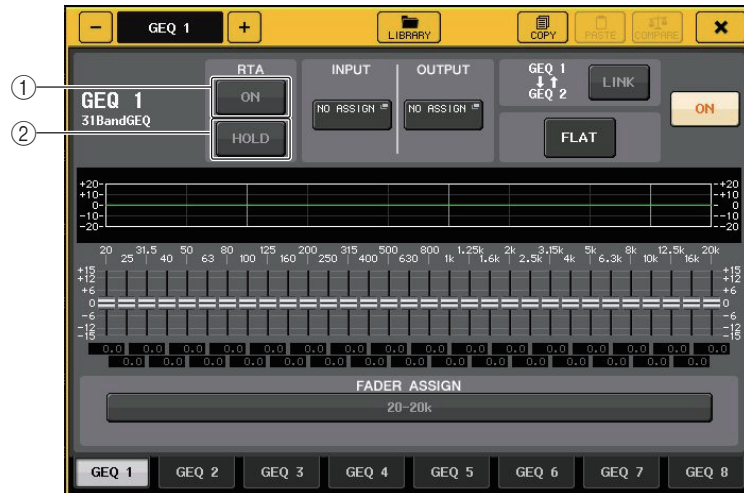 GEQ 1
LIBRARY
COPY
PASTE
COMPARE
①
②
GEQ 1
31BandGEQ
RTA
ON
HOLD
INPUT
NO ASSIGN
OUTPUT
NO ASSIGN
GEQ 1
GEQ 2
LINK
FLAT
ON
+20 +20
+10 +10
0 0
-10 -10
-20 -20
20 31.5 50 80 125 200 315 500 800 1.25k 2k 3.15k 5k 8k 12.5k 20k
25 40 63 100 160 250 400 630 1k 1.6k 2.5k 4k 6.3k 10k 16k
+15 +15
+12 +12
+6 +6
0 0
-6 -6
-12 -12
-15 -15
0.0 0.0 0.0 0.0 0.0 0.0 0.0 0.0 0.0 0.0 0.0 0.0 0.0 0.0 0.0 0.0
0.0 0.0 0.0 0.0 0.0 0.0 0.0 0.0 0.0 0.0 0.0 0.0 0.0 0.0 0.0
FADER ASSIGN
20-20k
GEQ 1 GEQ 2 GEQ 3 GEQ 4 GEQ 5 GEQ 6 GEQ 7 GEQ 8